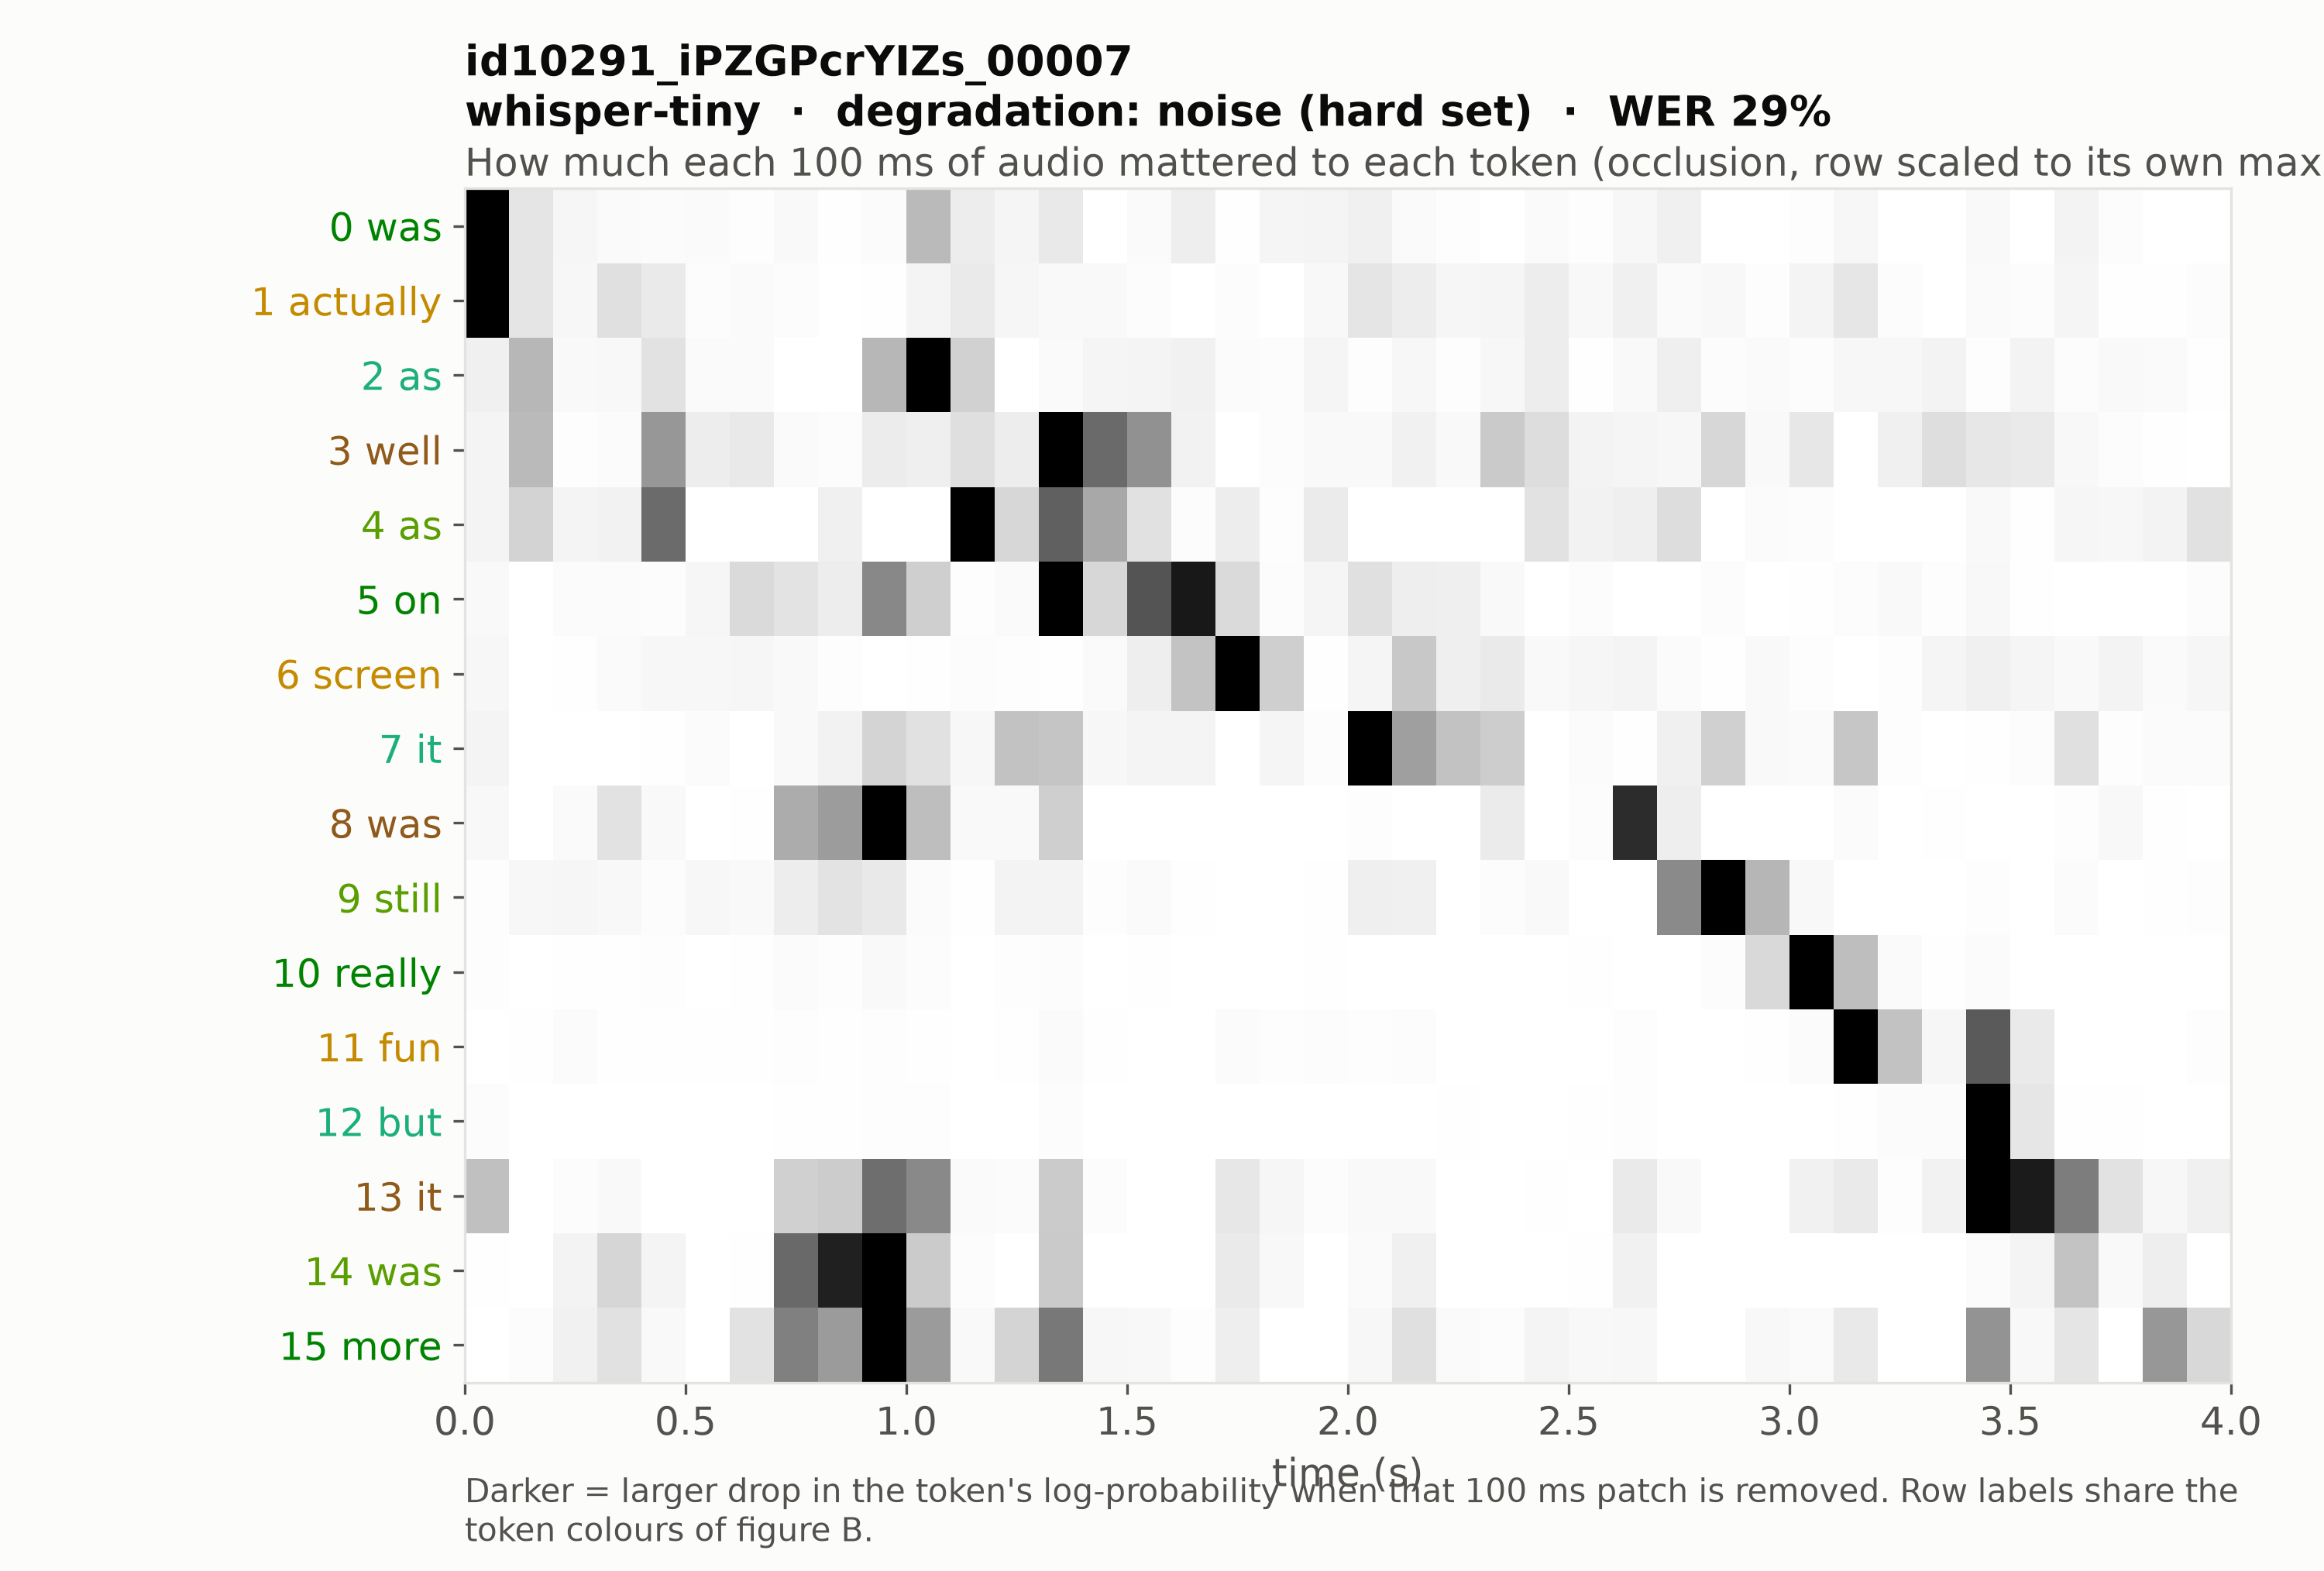 id10291_iPZGPcrYIZs_00007
whisper-tiny · degradation: noise (hard set) · WER 29%
How much each 100 ms of audio mattered to each token (occlusion, row scaled to its own max
0 was
1 actually
2 as
3 well
4 as
5 on
6 screen
7 it
8 was
9 still
10 really
11 fun
12 but
13 it
14 was
15 more
0.0 0.5 1.0 1.5 2.0 2.5 3.0 3.5 4.0
time (s)
Darker = larger drop in the token's log-probability when that 100 ms patch is removed. Row labels share the
token colours of figure B.